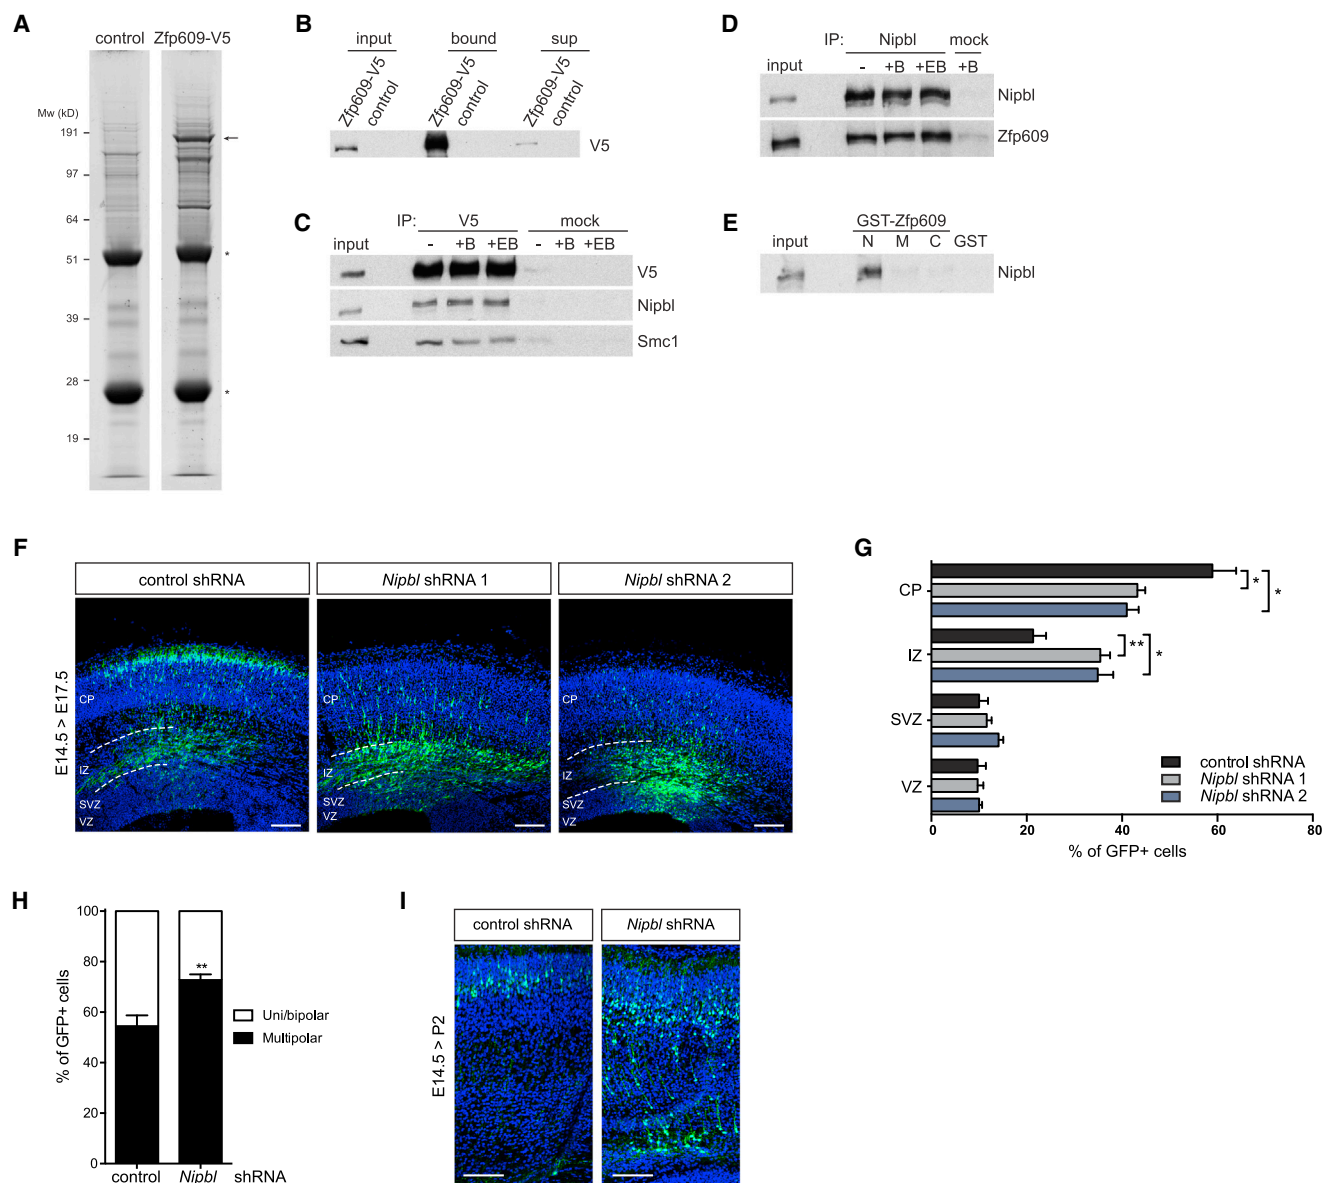 A
control Zfp609-V5
Mw (kD)
191
97
64
51
39
28
19
*
*
B
input bound sup
Zfp609-V5 control Zfp609-V5 control Zfp609-V5 control
V5
C
IP: V5 mock
input - +B +EB - +B +EB
V5
Nipbl
Smc1
D
IP: Nipbl mock
input - +B +EB +B
Nipbl
Zfp609
E
GST-Zfp609
input N M C GST
Nipbl
F
control shRNA Nipbl shRNA 1 Nipbl shRNA 2
E14.5 > E17.5
CP CP CP
IZ IZ IZ
SVZ SVZ SVZ
VZ VZ VZ
G
CP
IZ
SVZ
VZ
* *
** *
control shRNA
Nipbl shRNA 1
Nipbl shRNA 2
0 20 40 60 80
% of GFP+ cells
H
% of GFP+ cells
100
80
60
40
20
0
**
Uni/bipolar
Multipolar
control Nipbl shRNA
I
control shRNA Nipbl shRNA
E14.5 > P2